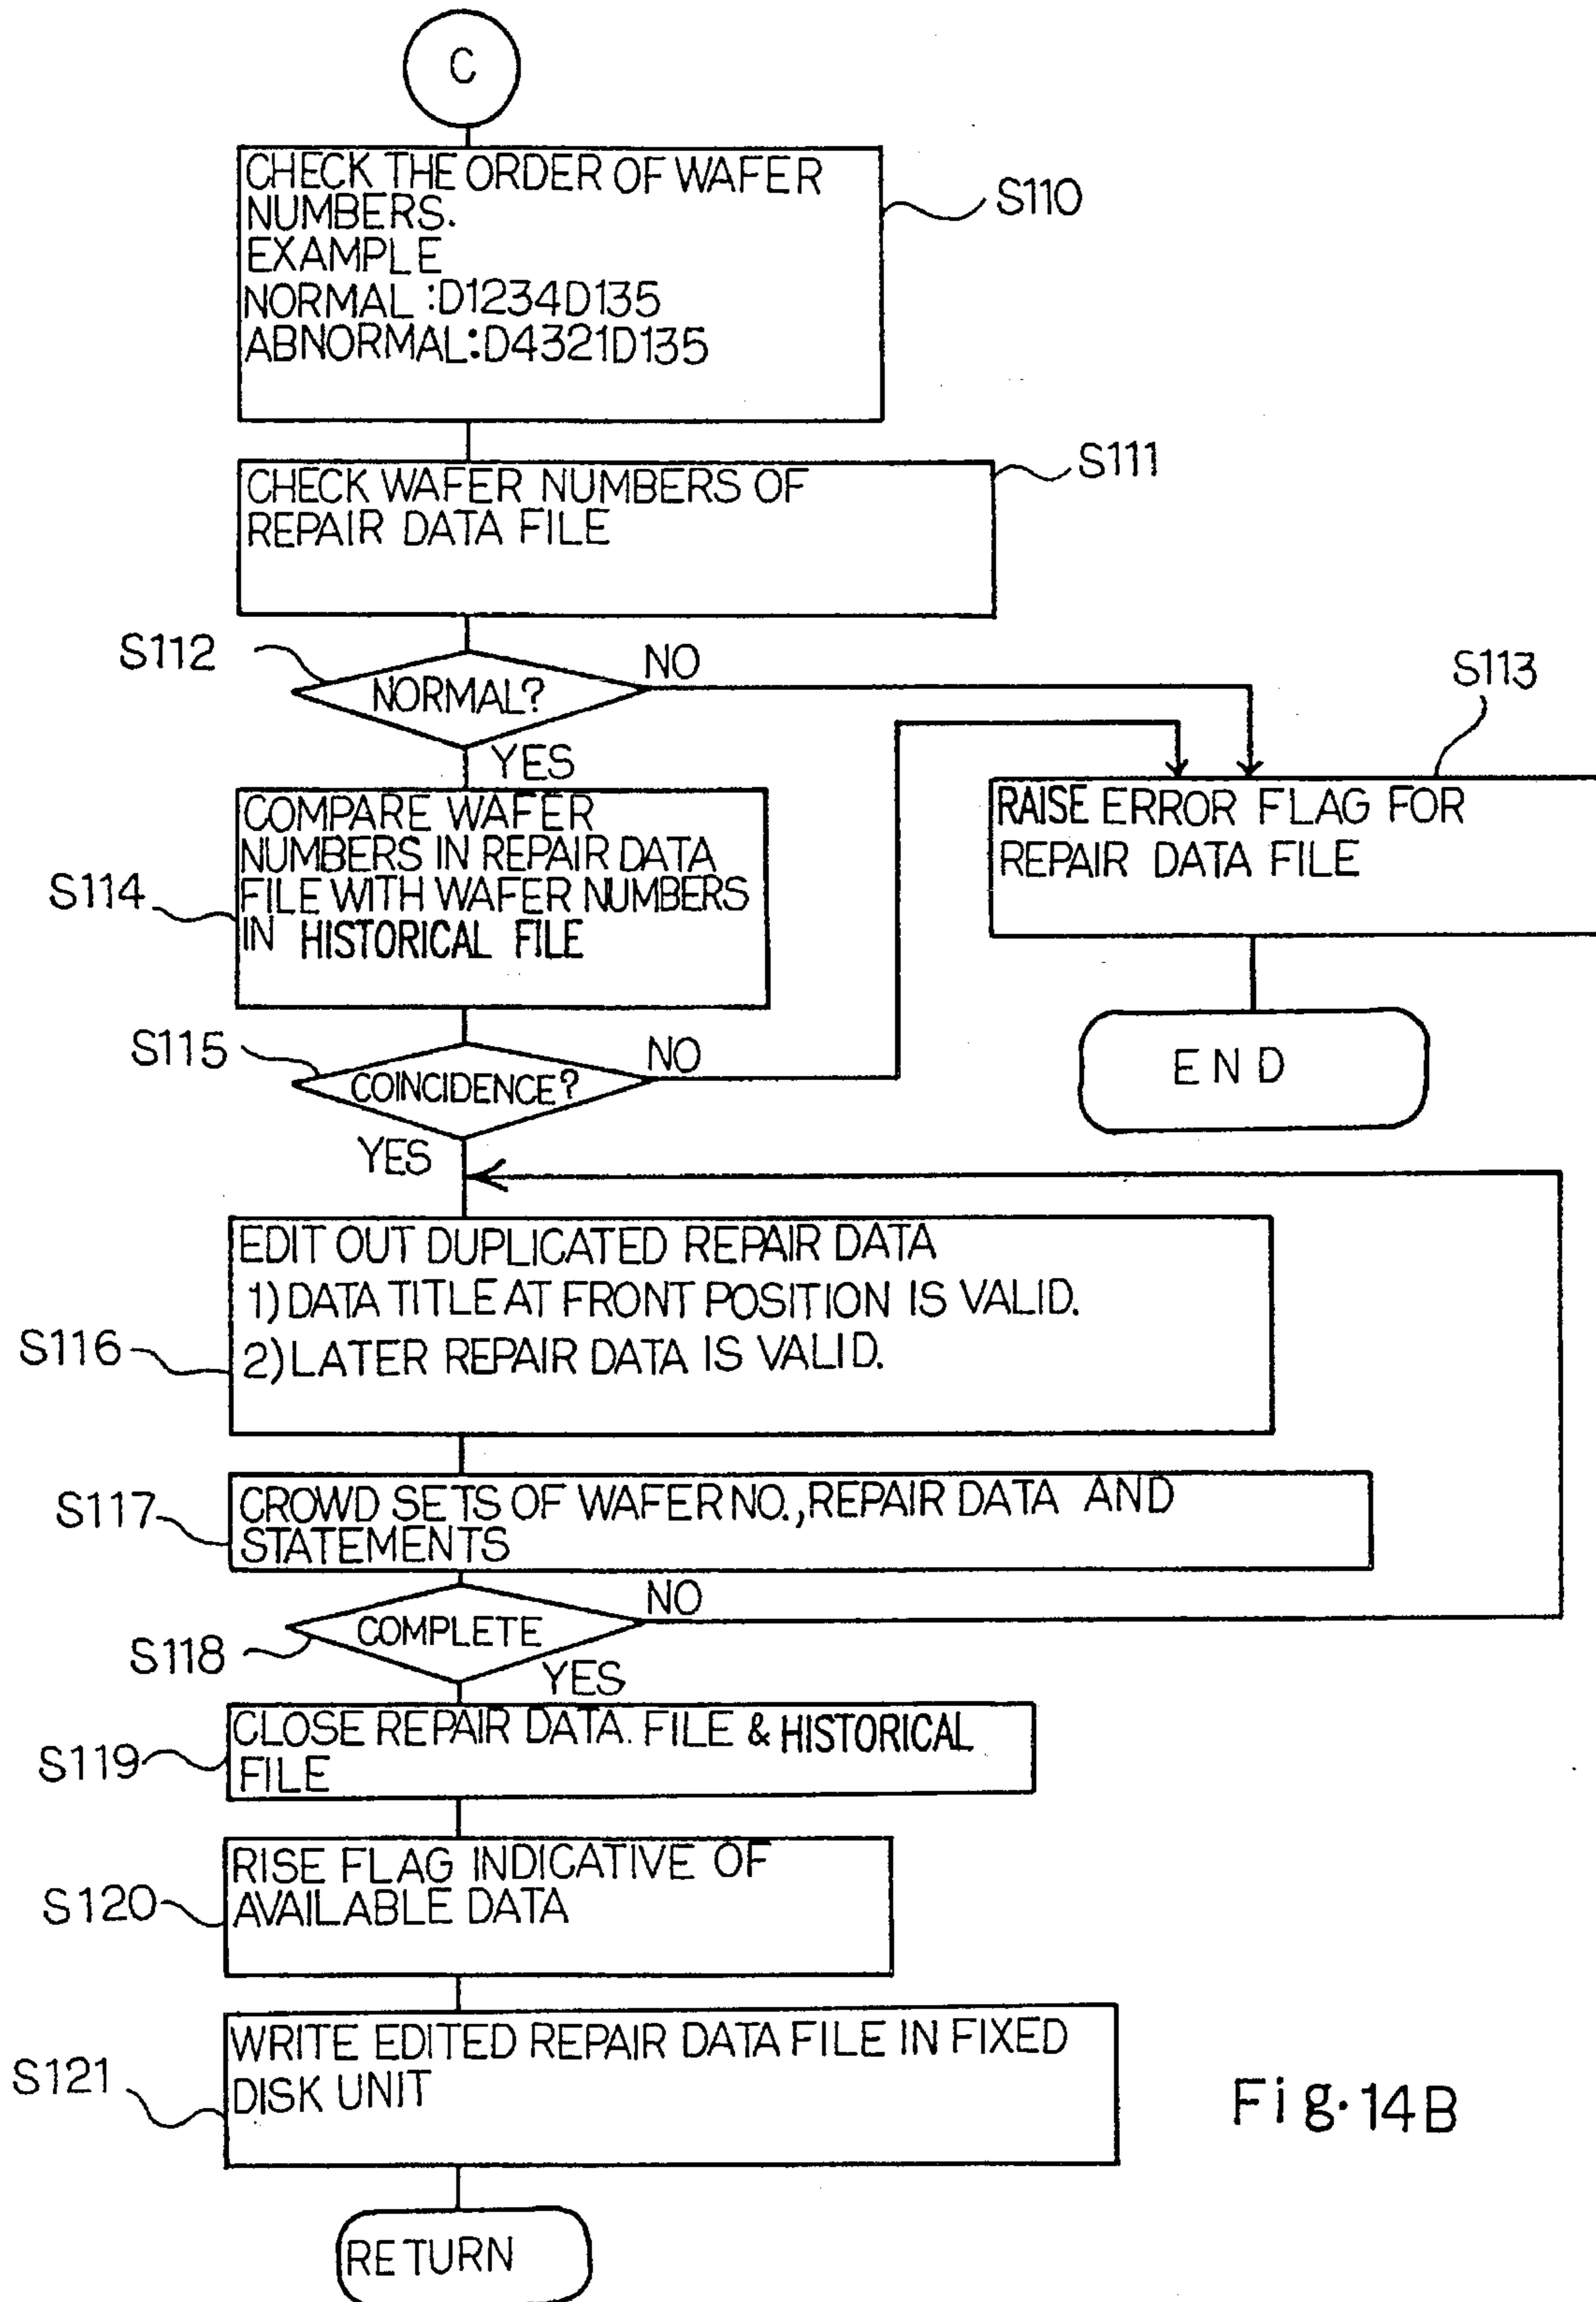 C
CHECK THE ORDER OF WAFER
NUMBERS.
EXAMPLE
NORMAL :D1234D135
ABNORMAL:D4321D135
S110
CHECK WAFER NUMBERS OF
REPAIR DATA FILE
S111
S112
NORMAL?
NO
YES
S113
RAISE ERROR FLAG FOR
REPAIR DATA FILE
END
COMPARE WAFER
NUMBERS IN REPAIR DATA
FILE WITH WAFER NUMBERS
IN HISTORICAL FILE
S114
S115
COINCIDENCE?
NO
YES
EDIT OUT DUPLICATED REPAIR DATA
1) DATA TITLE AT FRONT POSITION IS VALID.
2) LATER REPAIR DATA IS VALID.
S116
S117
CROWD SETS OF WAFER NO.,REPAIR DATA AND
STATEMENTS
COMPLETE
NO
S118
YES
CLOSE REPAIR DATA. FILE & HISTORICAL
FILE
S119
RISE FLAG INDICATIVE OF
AVAILABLE DATA
S120
WRITE EDITED REPAIR DATA FILE IN FIXED
DISK UNIT
S121
Fig. 14B
RETURN